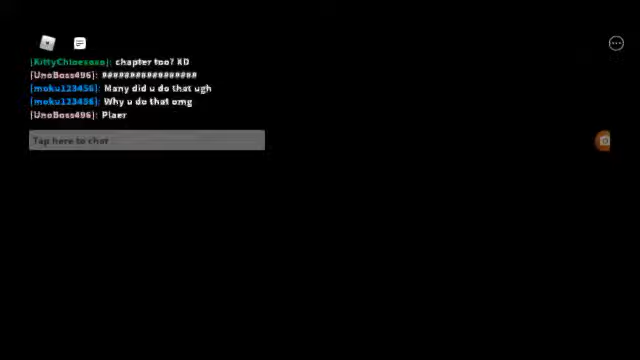 [KittyChloesoxo]: chapter too? XD
[UnoBoss496]: #################
[moku123456]: Many did u do that ugh
[moku123456]: Why u do that omg
[UnoBoss496]: Plaer
Tap here to chat